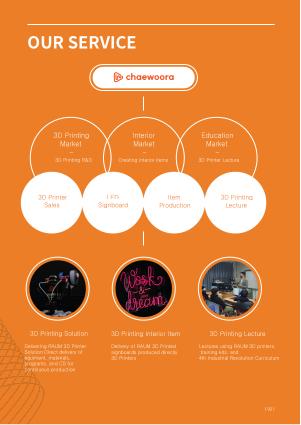 OUR SERVICE
chaewoora
3D Printing
Market
3D Printing R&D
Interior
Market
Creating Interior Items
Education
Market
3D Printer Lecture
3D Printer
Sales
LED
Signboard
Item
Production
3D Printing
Lecture
Work
&
dream
3D Printing Solution
Delivering RAUM 3D Printer
Solution Direct delivery of
equipment, materials,
programs, and CD for
continuous production
3D Printing Interior Item
Delivery of RAUM 3D Printed
signboards produced directly
3D Printers
3D Printing Lecture
Lectures using RAUM 3D printers,
training kits, and
4th Industrial Revolution Curriculum